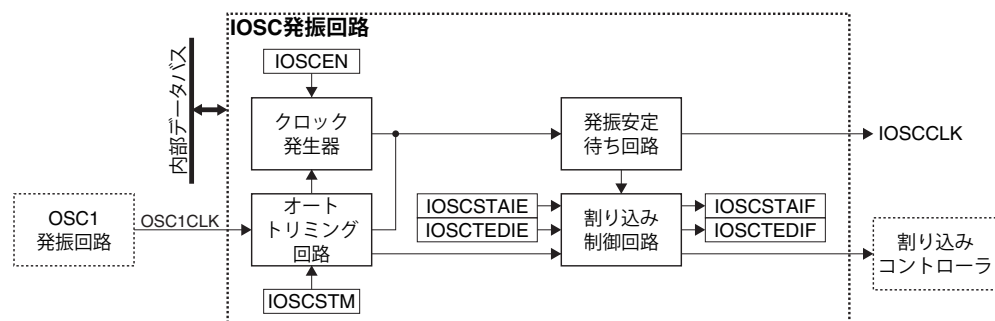 IOSC発振回路
IOSCEN
内部データバス
クロック
発生器
発振安定
待ち回路
IOSCCLK
OSC1
発振回路
OSC1CLK
オート
トリミング
回路
IOSCSTAIE
IOSCTEDIE
割り込み
制御回路
IOSCSTAIF
IOSCTEDIF
割り込み
コントローラ
IOSCSTM